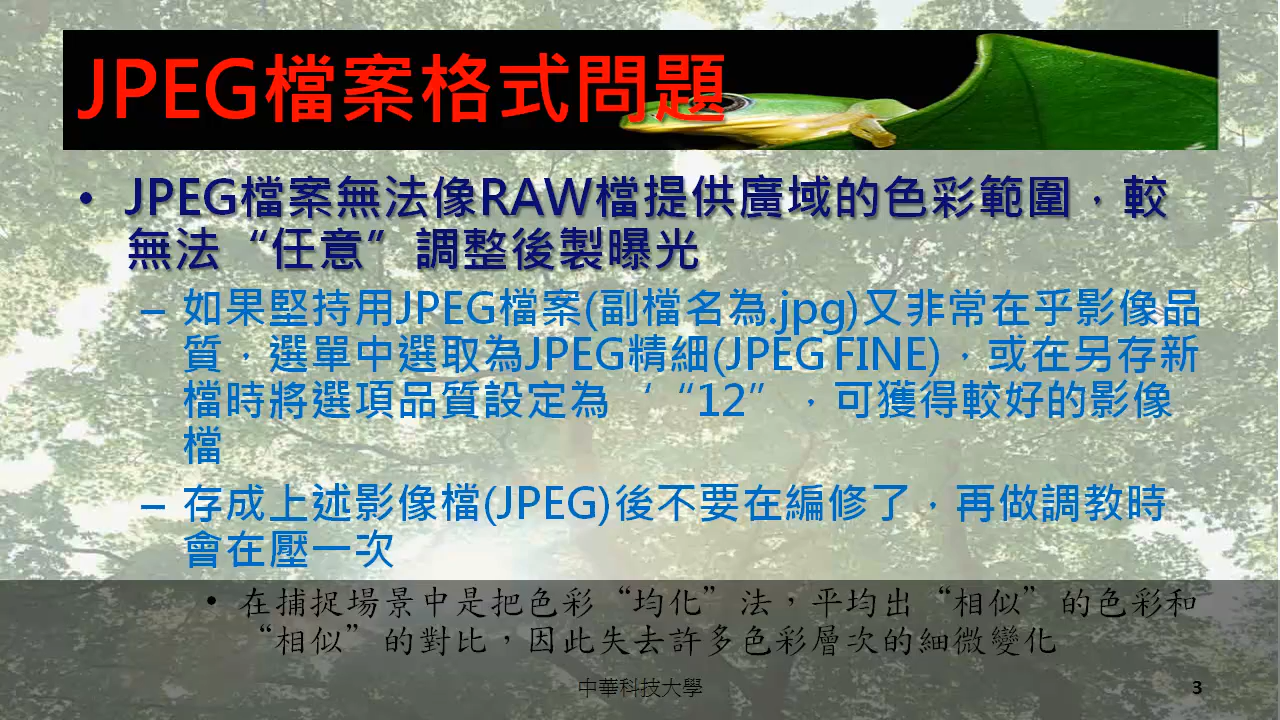 JPEG檔案格式問題
• JPEG檔案無法像RAW檔提供廣域的色彩範圍，較
無法“任意”調整後製曝光
– 如果堅持用JPEG檔案(副檔名為.jpg)又非常在乎影像品
質，選單中選取為JPEG精細(JPEG FINE)，或在另存新
檔時將選項品質設定為‘“12”，可獲得較好的影像
檔
– 存成上述影像檔(JPEG)後不要在編修了，再做調教時
會在壓一次
• 在捕捉場景中是把色彩“均化”法，平均出“相似”的色彩和
“相似”的對比，因此失去許多色彩層次的細微變化
中華科技大學
3